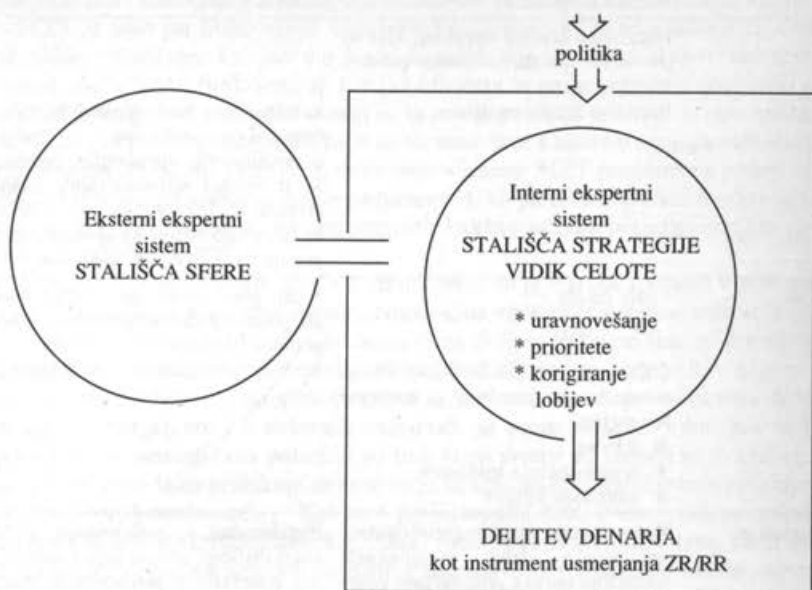 politika
Eksterni ekspertni
sistem
STALIŠČA SFERE
Interni ekspertni
sistem
STALIŠČA STRATEGIJE
VIDIK CELOTE
* uravnovešanje
* prioritete
* korigiranje
lobijev
DELITEV DENARJA
kot instrument usmerjanja ZR/RR